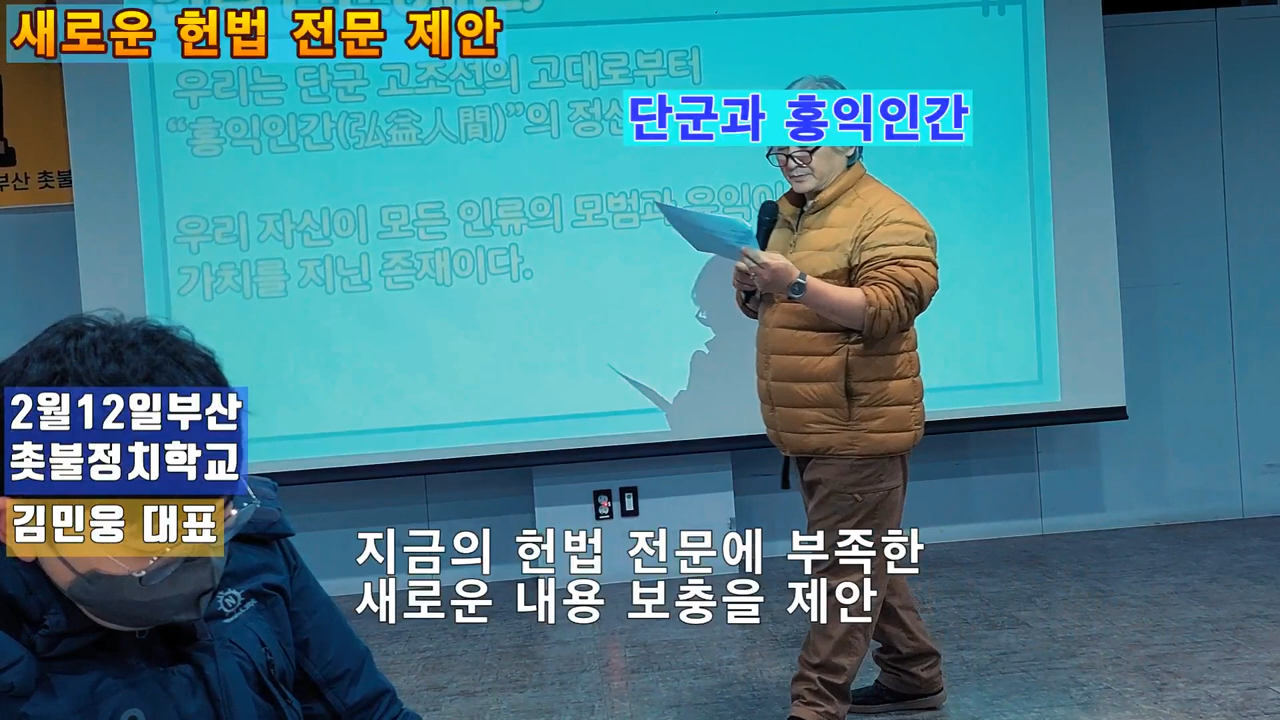 새로운 헌법 전문 제안
우리는 단군 고조선의 고대로부터
“홍익인간(弘益人間)”의
단군과 홍익인간
우리 자신이 모든 인류의 모범과
가치를 지닌 존재이다.
부산 촛불
2월12일부산
촛불정치학교
김민웅 대표
지금의 헌법 전문에 부족한
새로운 내용 보충을 제안